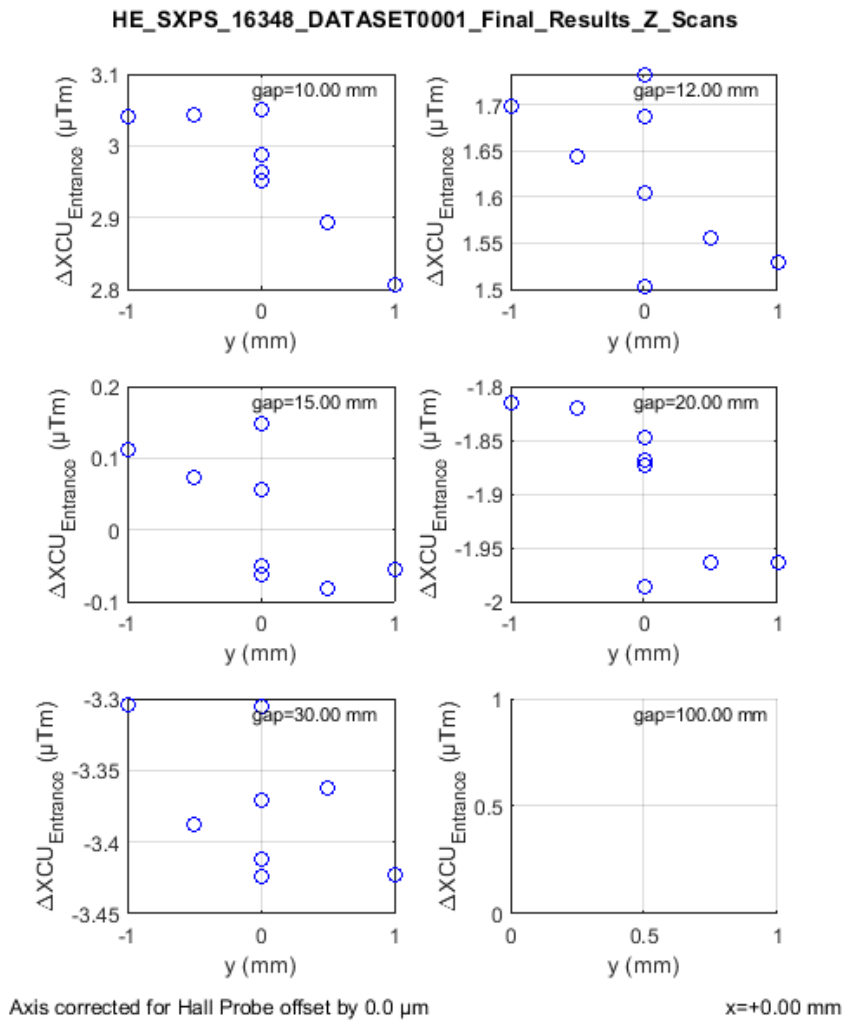 HE_SXPS_16348_DATASET0001_Final_Results_Z_Scans
3.1
3
2.9
2.8
ΔXCU_Entrance (μTm)
gap=10.00 mm
-1
0
1
y (mm)
1.7
1.65
1.6
1.55
1.5
ΔXCU_Entrance (μTm)
gap=12.00 mm
-1
0
1
y (mm)
0.2
0.1
0
-0.1
ΔXCU_Entrance (μTm)
gap=15.00 mm
-1
0
1
y (mm)
-1.8
-1.85
-1.9
-1.95
-2
ΔXCU_Entrance (μTm)
gap=20.00 mm
-1
0
1
y (mm)
-3.3
-3.35
-3.4
-3.45
ΔXCU_Entrance (μTm)
gap=30.00 mm
-1
0
1
y (mm)
1
0.5
0
ΔXCU_Entrance (μTm)
gap=100.00 mm
0
0.5
1
y (mm)
Axis corrected for Hall Probe offset by 0.0 μm
x=+0.00 mm